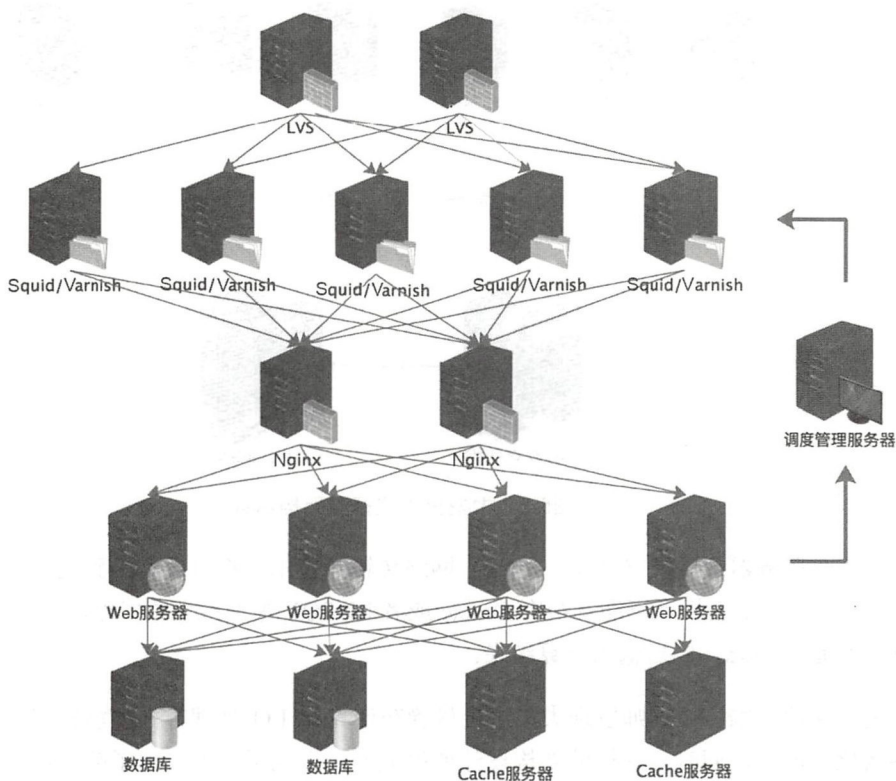 LVS
LVS
Squid/Varnish
Squid/Varnish
Squid/Varnish
Squid/Varnish
Squid/Varnish
调度管理服务器
Nginx
Nginx
Web服务器
Web服务器
Web服务器
Web服务器
数据库
数据库
Cache服务器
Cache服务器